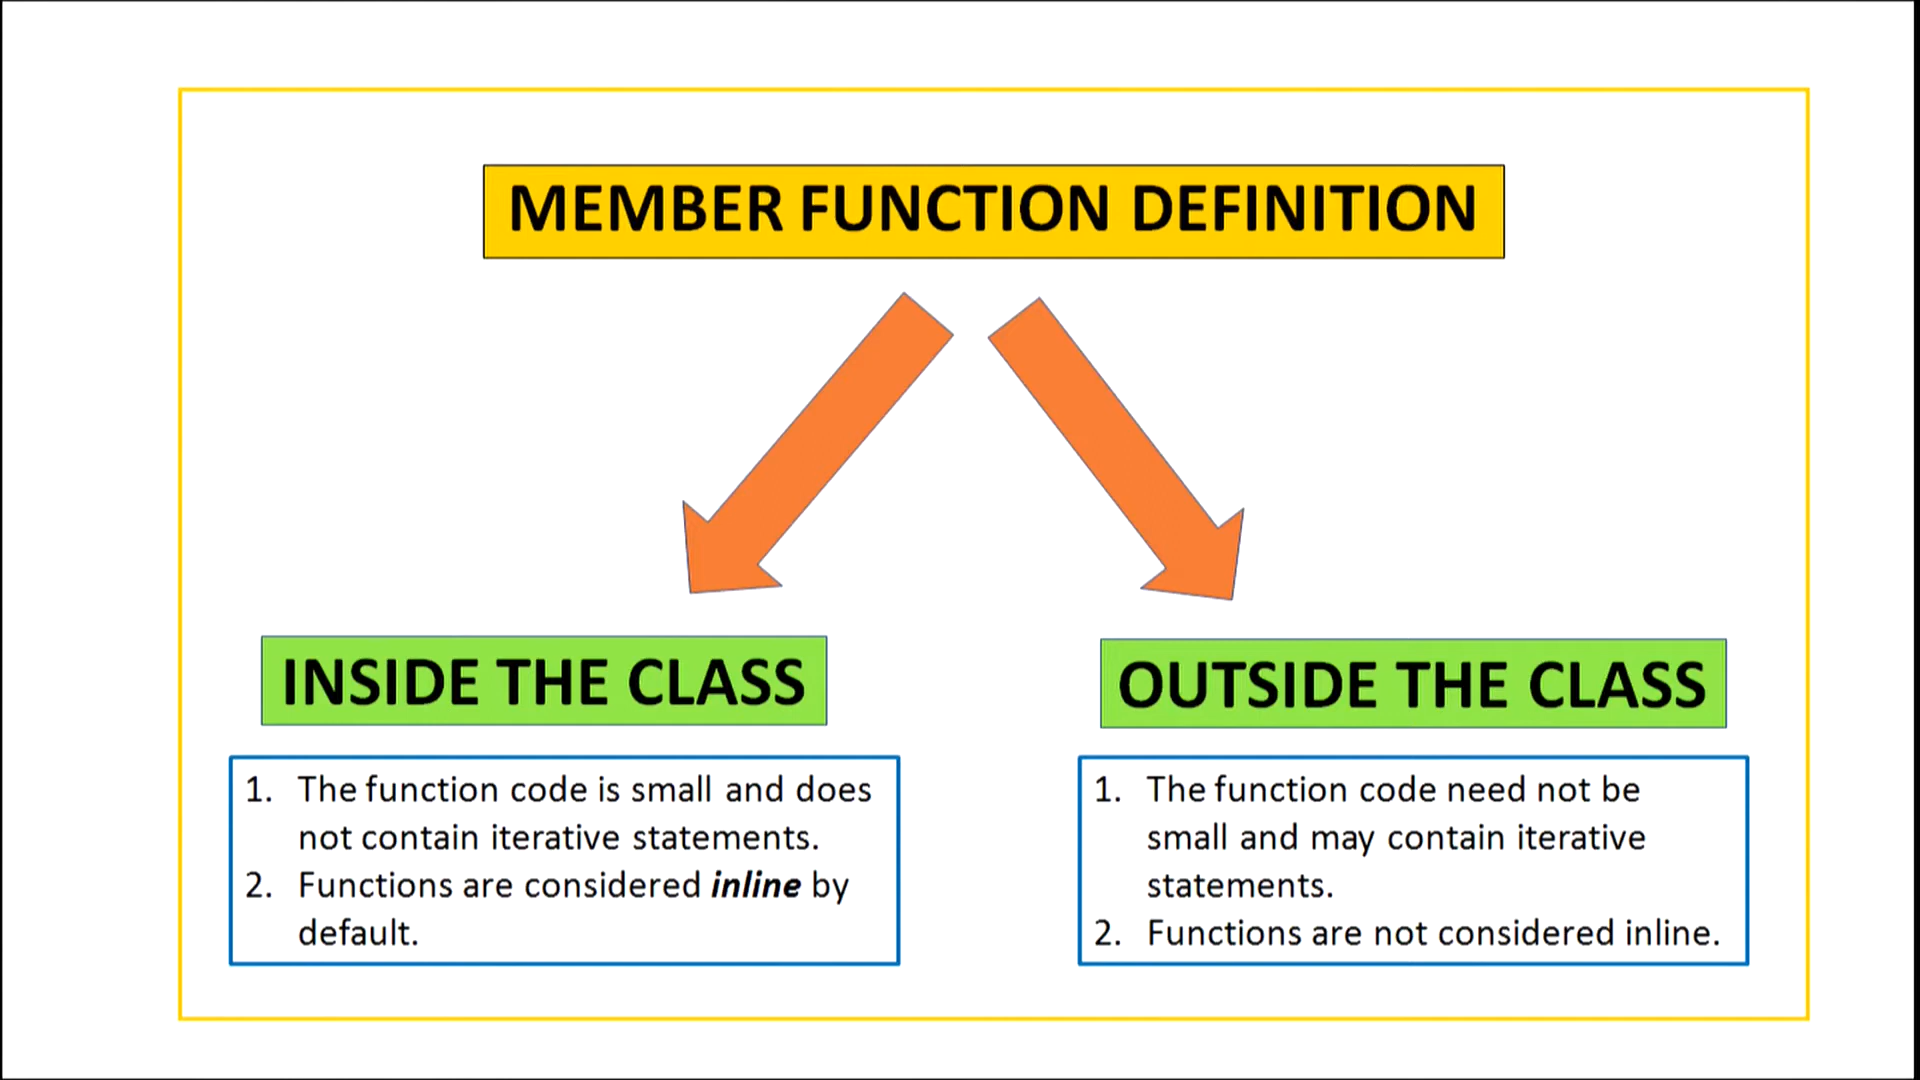 MEMBER FUNCTION DEFINITION
INSIDE THE CLASS
1. The function code is small and does
not contain iterative statements.
2. Functions are considered inline by
default.
OUTSIDE THE CLASS
1. The function code need not be
small and may contain iterative
statements.
2. Functions are not considered inline.